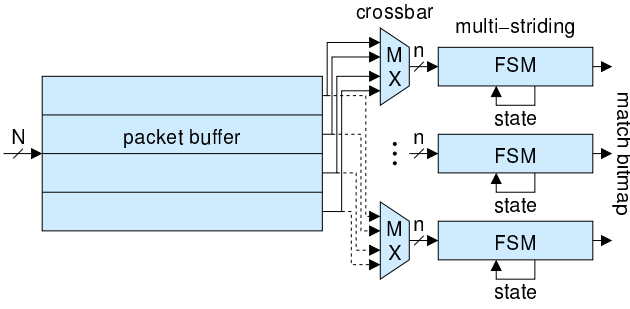 crossbar
multi−striding
M
X
n
FSM
state
N
packet buffer
n
FSM
state
match bitmap
M
X
n
FSM
state